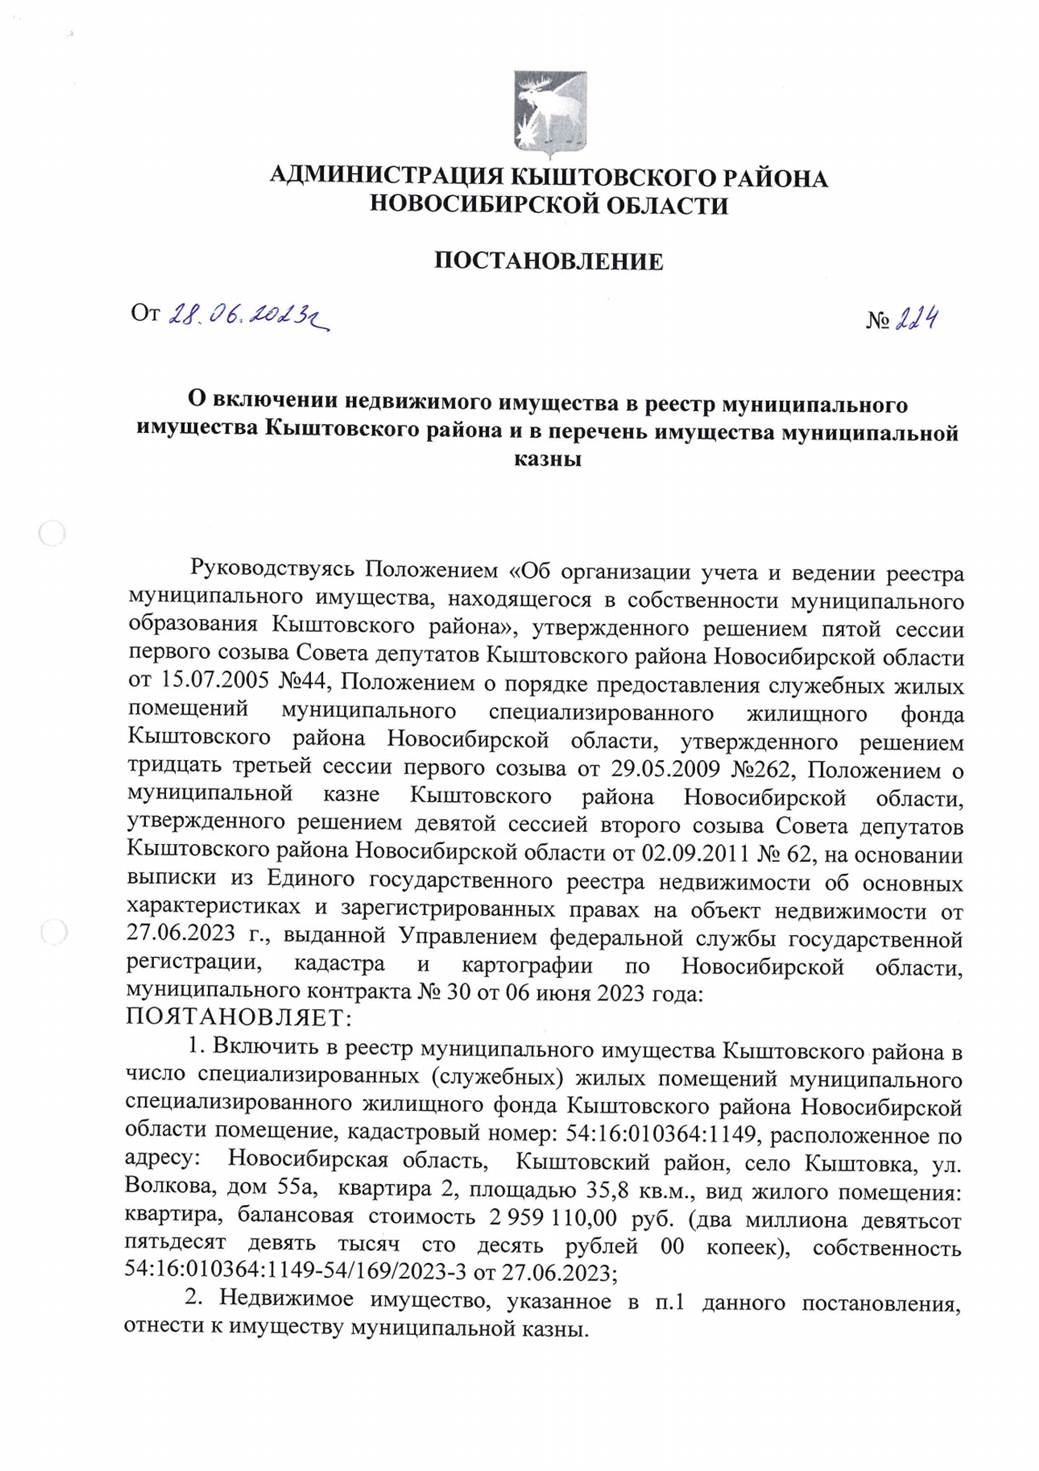 АДМИНИСТРАЦИЯ КЫШТОВСКОГО РАЙОНА
НОВОСИБИРСКОЙ ОБЛАСТИ
ПОСТАНОВЛЕНИЕ
От 28.06.2023г № 224
О включении недвижимого имущества в реестр муниципального
имущества Кыштовского района и в перечень имущества муниципальной
казны
Руководствуясь Положением «Об организации учета и ведении реестра
муниципального имущества, находящегося в собственности муниципального
образования Кыштовского района», утвержденного решением пятой сессии
первого созыва Совета депутатов Кыштовского района Новосибирской области
от 15.07.2005 №44, Положением о порядке предоставления служебных жилых
помещений муниципального специализированного жилищного фонда
Кыштовского района Новосибирской области, утвержденного решением
тридцать третьей сессии первого созыва от 29.05.2009 №262, Положением о
муниципальной казне Кыштовского района Новосибирской области,
утвержденного решением девятой сессией второго созыва Совета депутатов
Кыштовского района Новосибирской области от 02.09.2011 № 62, на основании
выписки из Единого государственного реестра недвижимости об основных
характеристиках и зарегистрированных правах на объект недвижимости от
27.06.2023 г., выданной Управлением федеральной службы государственной
регистрации, кадастра и картографии по Новосибирской области,
муниципального контракта № 30 от 06 июня 2023 года:
ПОЯТАНОВЛЯЕТ:
1. Включить в реестр муниципального имущества Кыштовского района в
число специализированных (служебных) жилых помещений муниципального
специализированного жилищного фонда Кыштовского района Новосибирской
области помещение, кадастровый номер: 54:16:010364:1149, расположенное по
адресу: Новосибирская область, Кыштовский район, село Кыштовка, ул.
Волкова, дом 55а, квартира 2, площадью 35,8 кв.м., вид жилого помещения:
квартира, балансовая стоимость 2 959 110,00 руб. (два миллиона девятьсот
пятьдесят девять тысяч сто десять рублей 00 копеек), собственность
54:16:010364:1149-54/169/2023-3 от 27.06.2023;
2. Недвижимое имущество, указанное в п.1 данного постановления,
отнести к имуществу муниципальной казны.